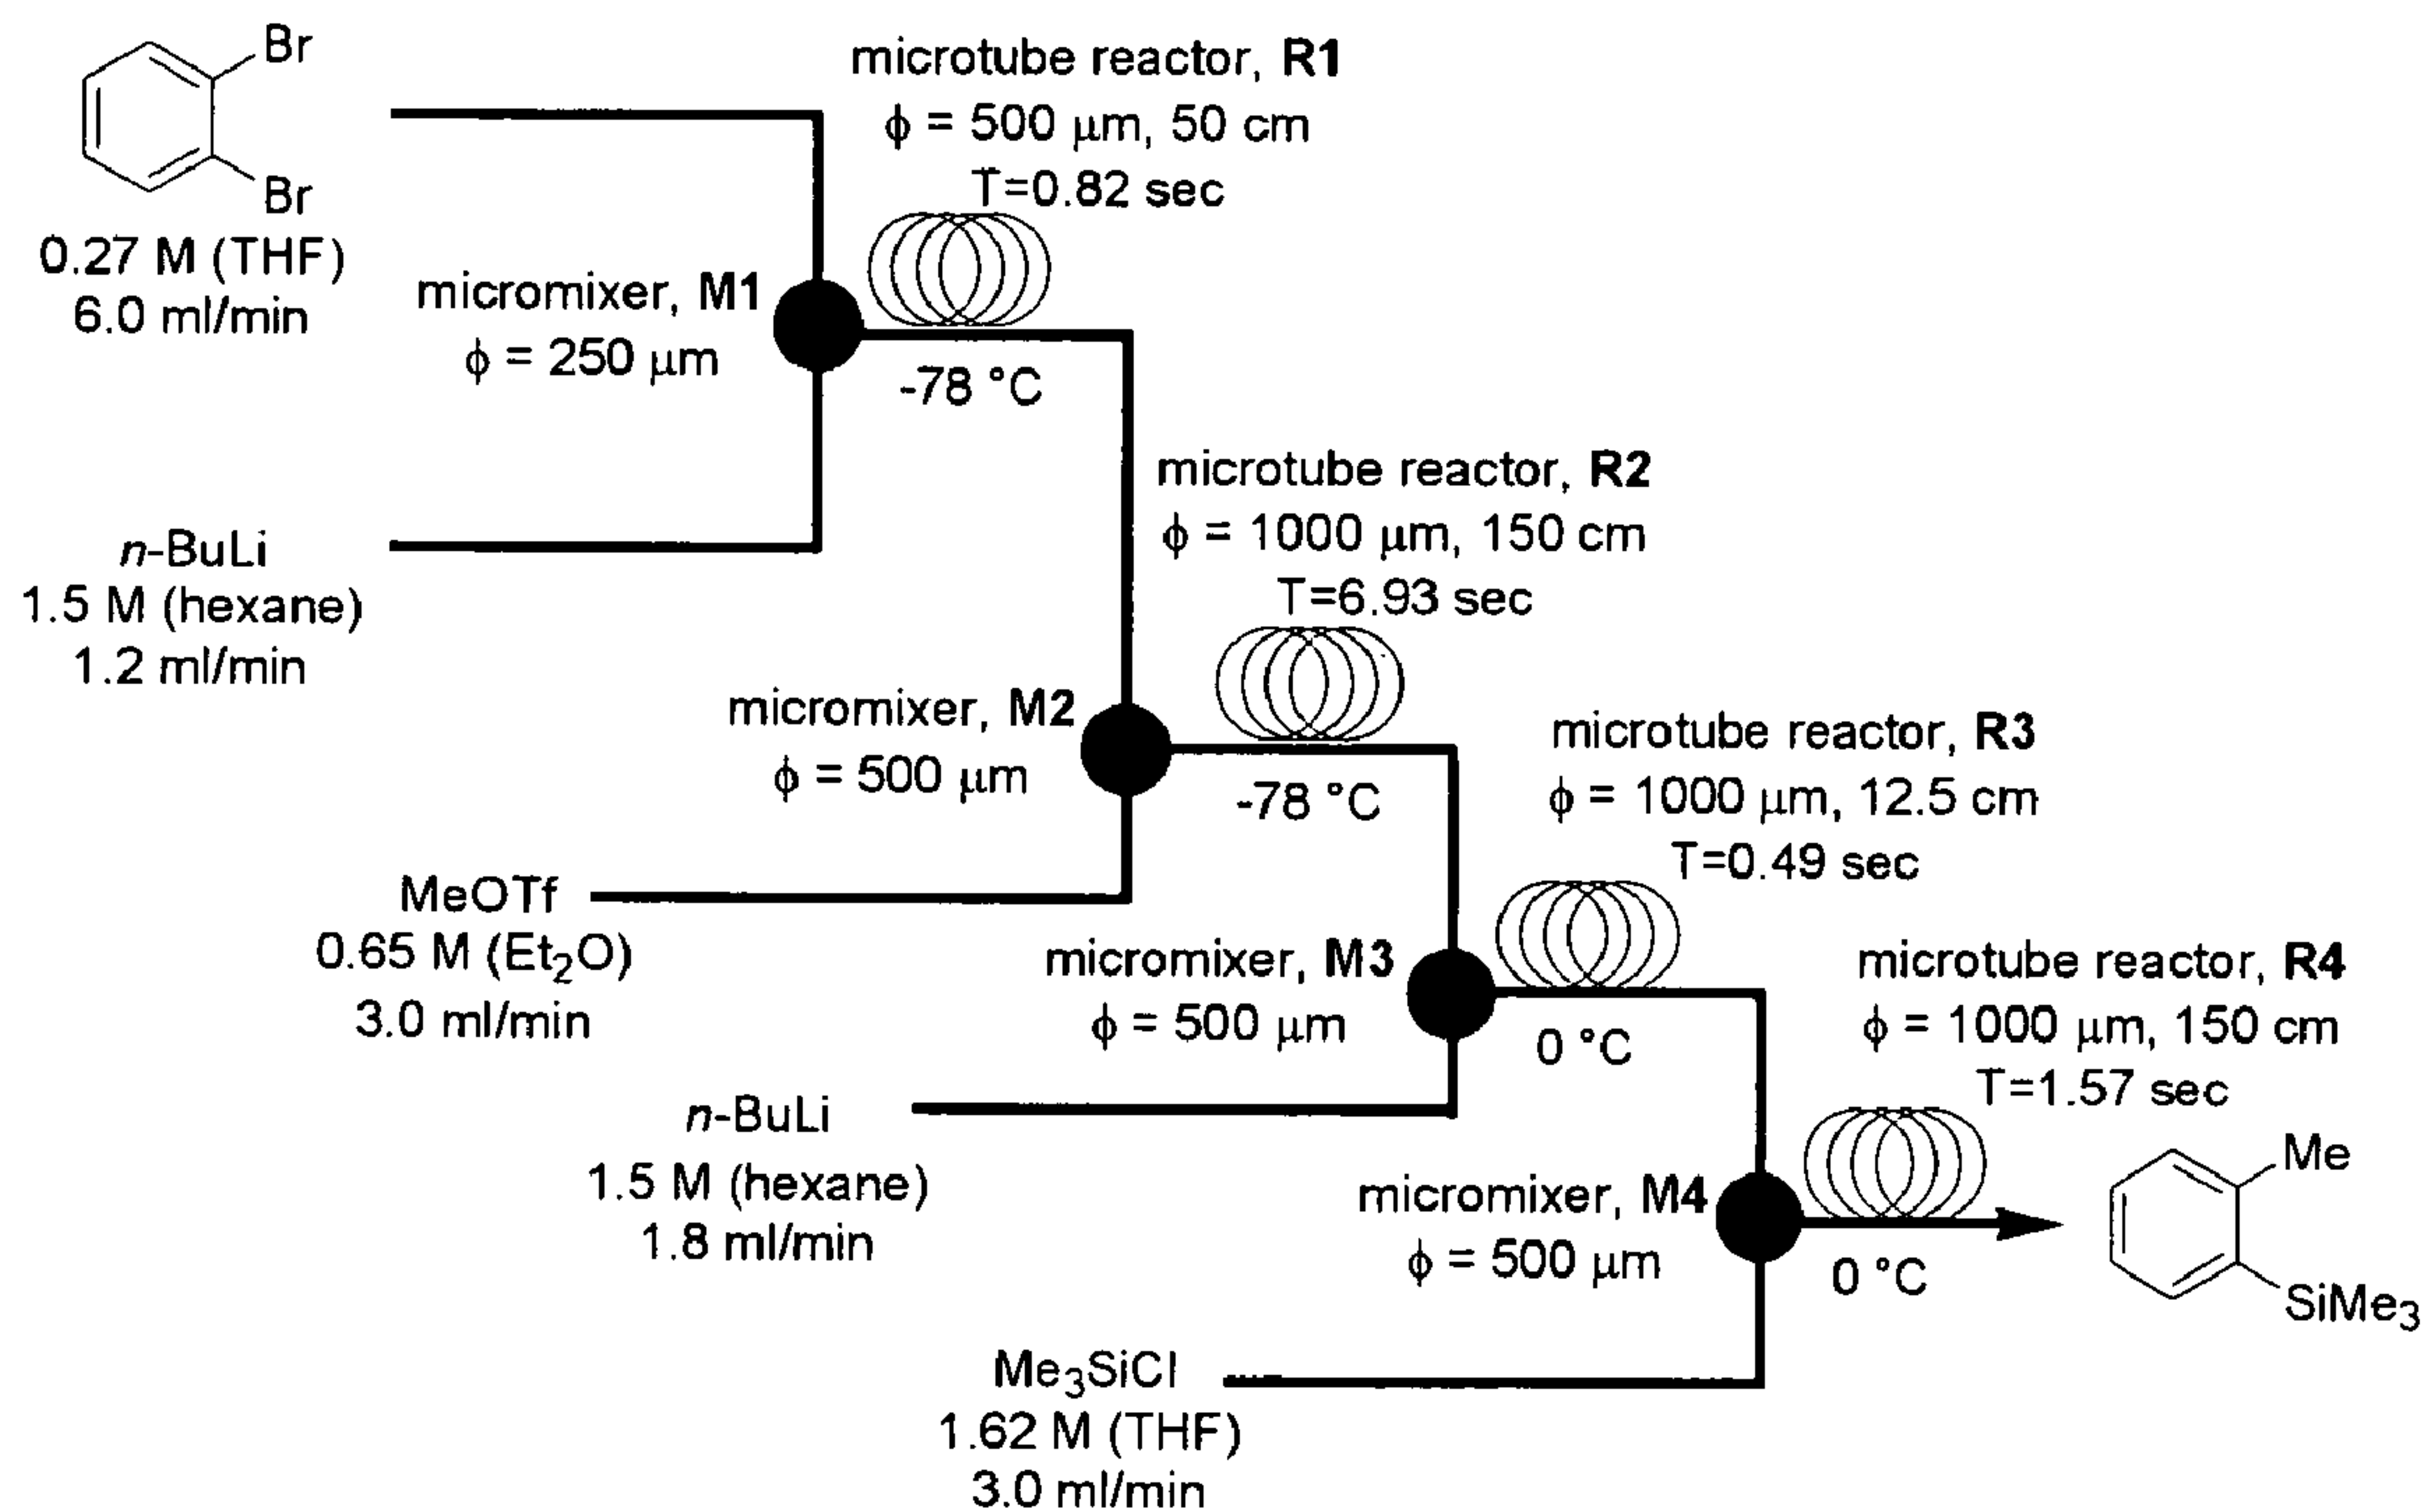 Br
Br
0.27 M (THF)
6.0 ml/min
microtube reactor, R1
ϕ = 500 μm, 50 cm
T=0.82 sec
micromixer, M1
ϕ = 250 μm
-78 °C
n-BuLi
1.5 M (hexane)
1.2 ml/min
microtube reactor, R2
ϕ = 1000 μm, 150 cm
T=6.93 sec
micromixer, M2
ϕ = 500 μm
-78 °C
MeOTf
0.65 M (Et₂O)
3.0 ml/min
microtube reactor, R3
ϕ = 1000 μm, 12.5 cm
T=0.49 sec
micromixer, M3
ϕ = 500 μm
0 °C
n-BuLi
1.5 M (hexane)
1.8 ml/min
microtube reactor, R4
ϕ = 1000 μm, 150 cm
T=1.57 sec
micromixer, M4
ϕ = 500 μm
0 °C
Me₃SiCl
1.62 M (THF)
3.0 ml/min
Me
SiMe₃